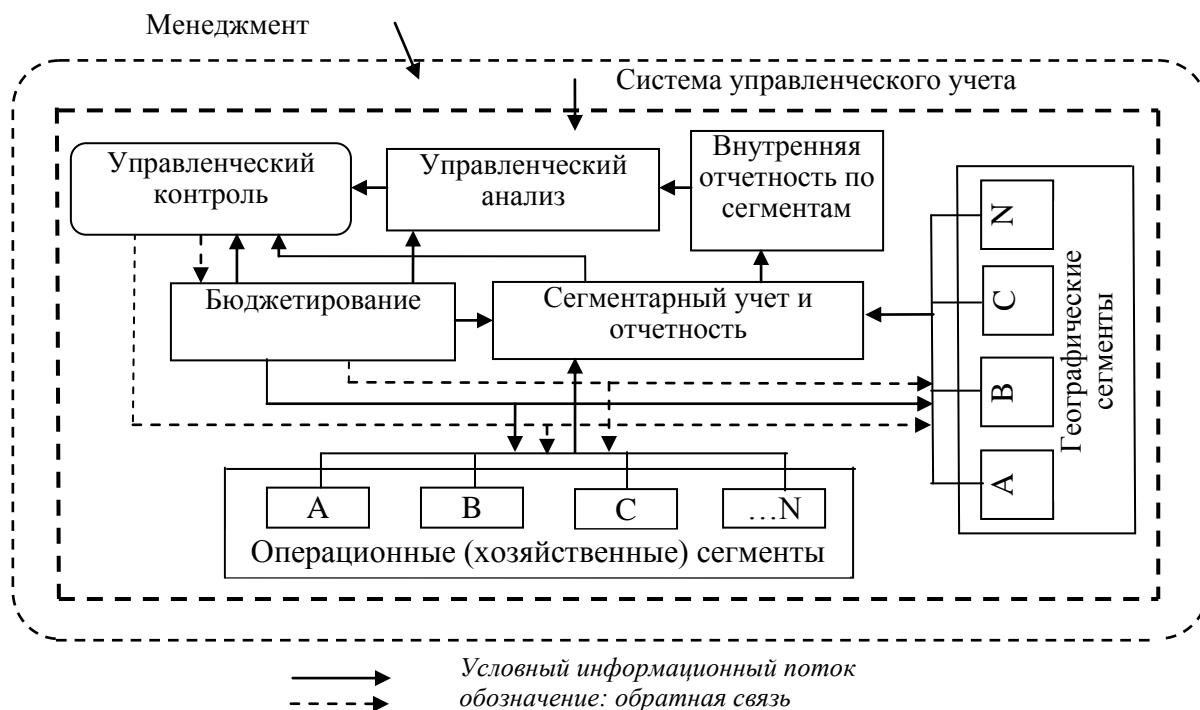 Менеджмент
Система управленческого учета
Управленческий
контроль
Управленческий
анализ
Внутренняя
отчетность по
сегментам
Бюджетирование
Сегментарный учет и
отчетность
N
C
B
A
Географические
сегменты
A
B
C
…N
Операционные (хозяйственные) сегменты
Условный информационный поток
обозначение: обратная связь